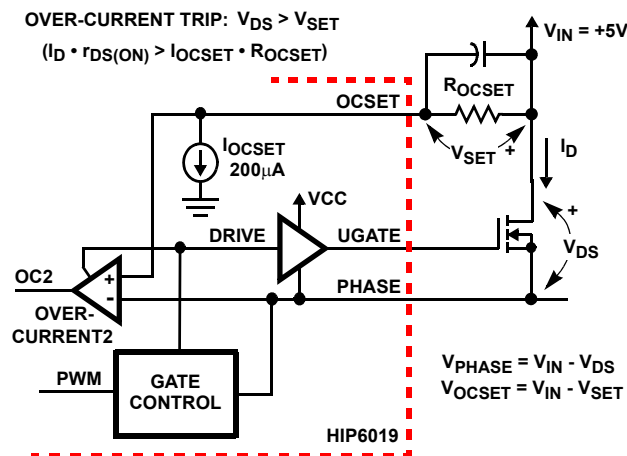 OVER-CURRENT TRIP: VDS > VSET
(ID • rDS(ON) > IOCSET • ROCSET)
VIN = +5V
OCSET
ROCSET
VSET +
ID
IOCSET
200µA
VCC
DRIVE
UGATE
+
VDS
OC2
+
-
PHASE
OVER-
CURRENT2
PWM
GATE
CONTROL
VPHASE = VIN - VDS
VOCSET = VIN - VSET
HIP6019